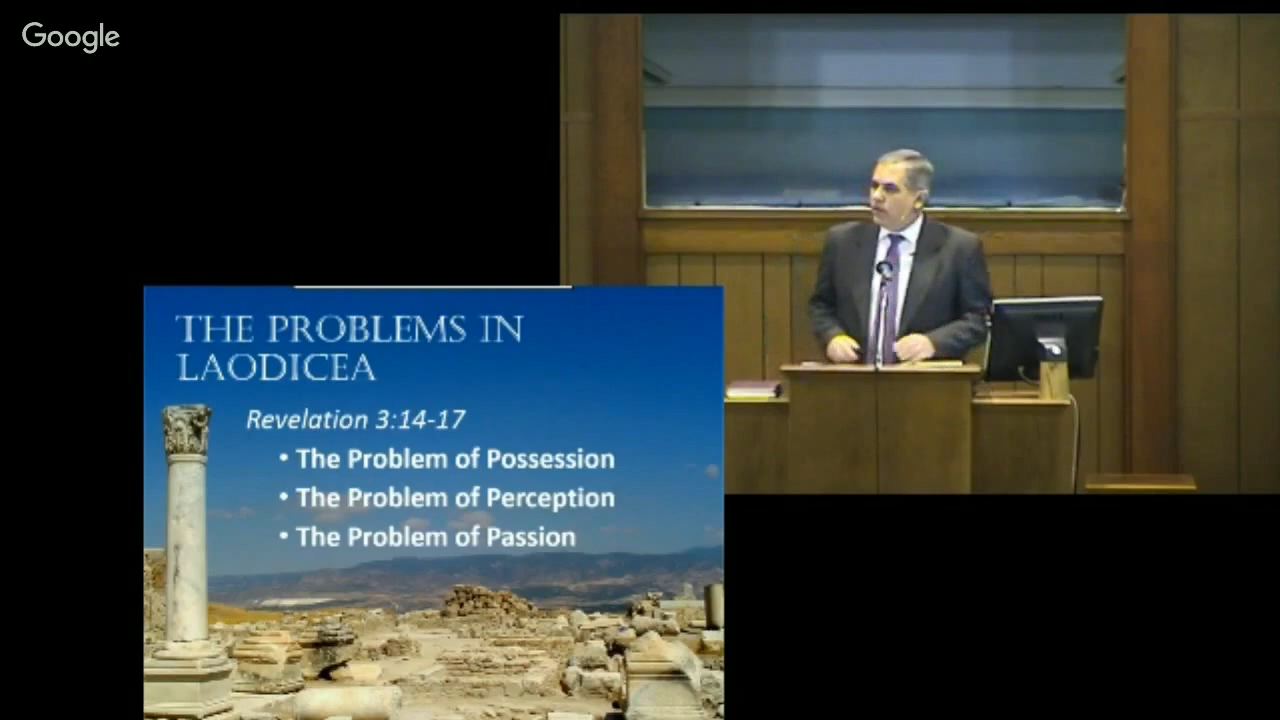 Google
THE PROBLEMS IN
LAODICEA
Revelation 3:14-17
• The Problem of Possession
• The Problem of Perception
• The Problem of Passion